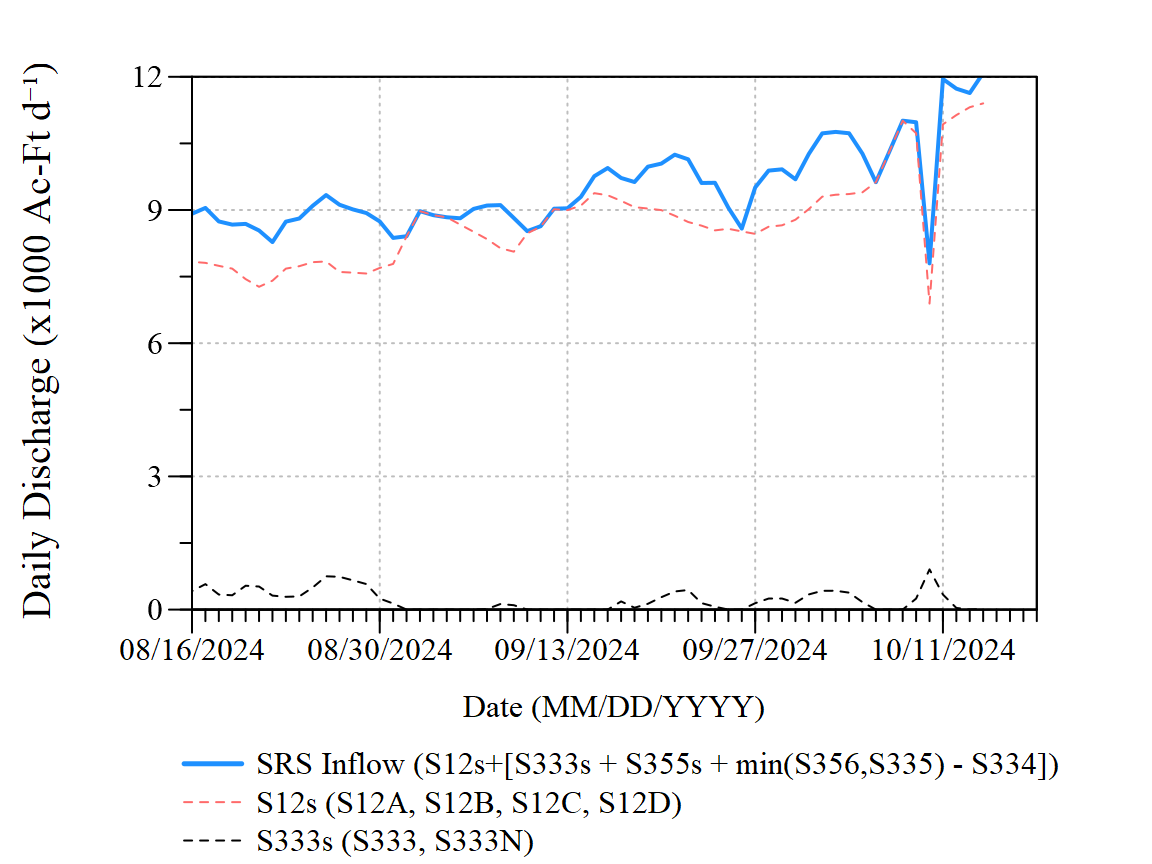 Daily Discharge (x1000 Ac-Ft d⁻¹)
12
9
6
3
0
08/16/2024 08/30/2024 09/13/2024 09/27/2024 10/11/2024
Date (MM/DD/YYYY)
SRS Inflow (S12s+[S333s + S355s + min(S356,S335) - S334])
S12s (S12A, S12B, S12C, S12D)
S333s (S333, S333N)